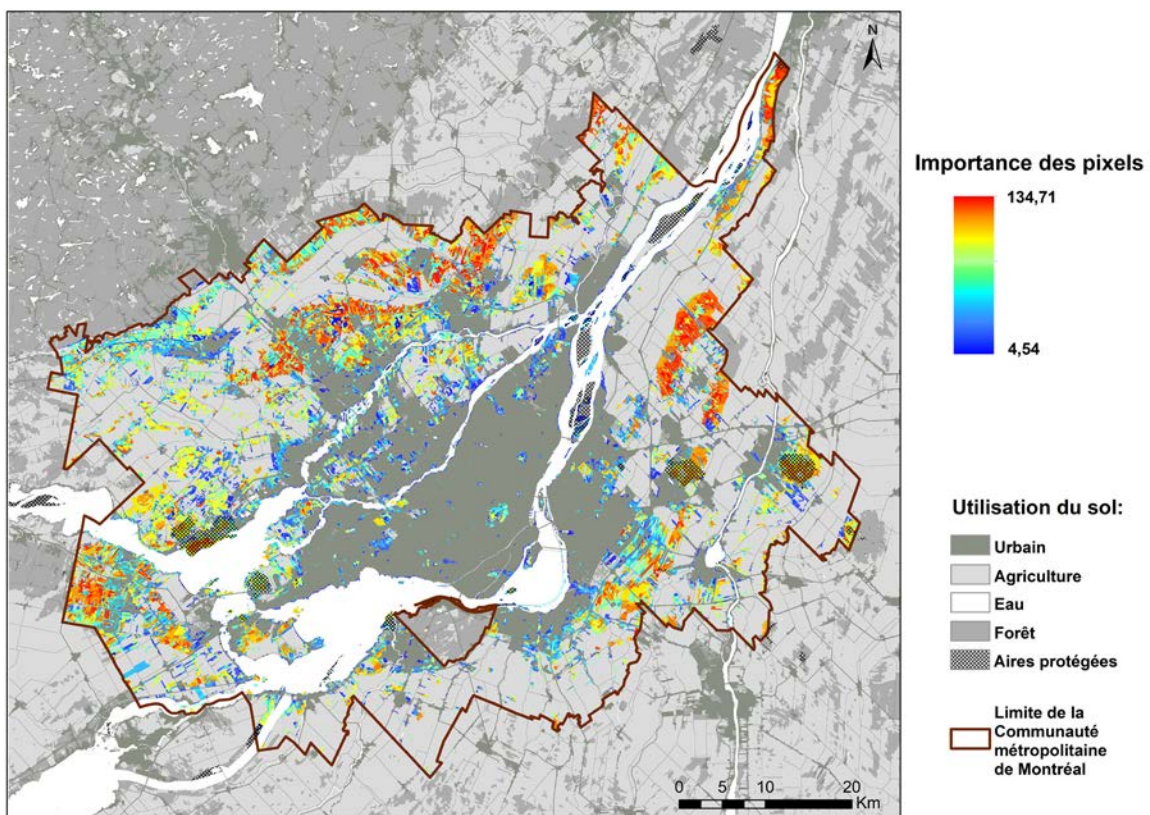 N
Importance des pixels
134,71
4,54
Utilisation du sol:
Urbain
Agriculture
Eau
Forêt
Aires protégées
Limite de la
Communauté
métropolitaine
de Montréal
0 5 10 20
Km